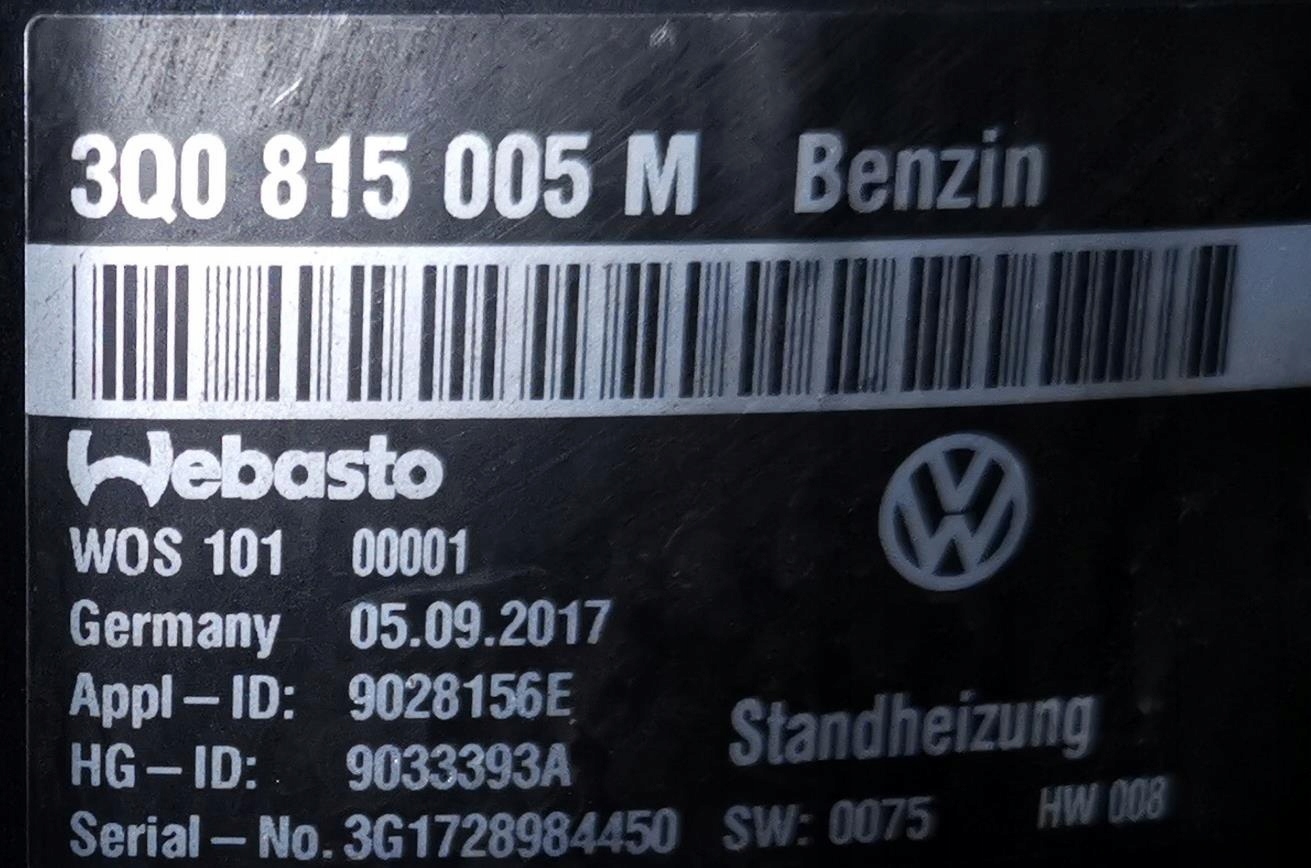 3Q0 815 005 M Benzin
Webasto
WOS 101 00001
Germany 05.09.2017
Appl – ID: 9028156E
HG – ID: 9033393A
Standheizung
Serial – No. 3G1728984450 SW: 0075 HW 008